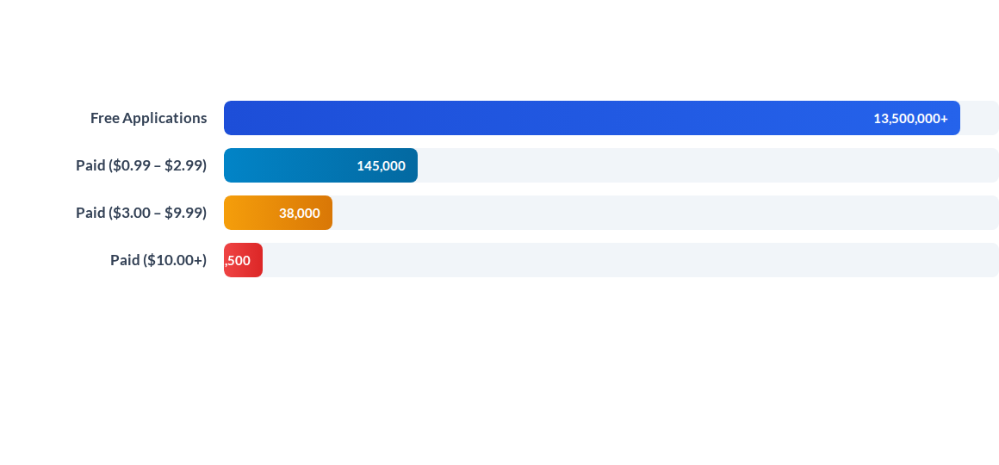 Free Applications 13,500,000+
Paid ($0.99 – $2.99) 145,000
Paid ($3.00 – $9.99) 38,000
Paid ($10.00+) ,500